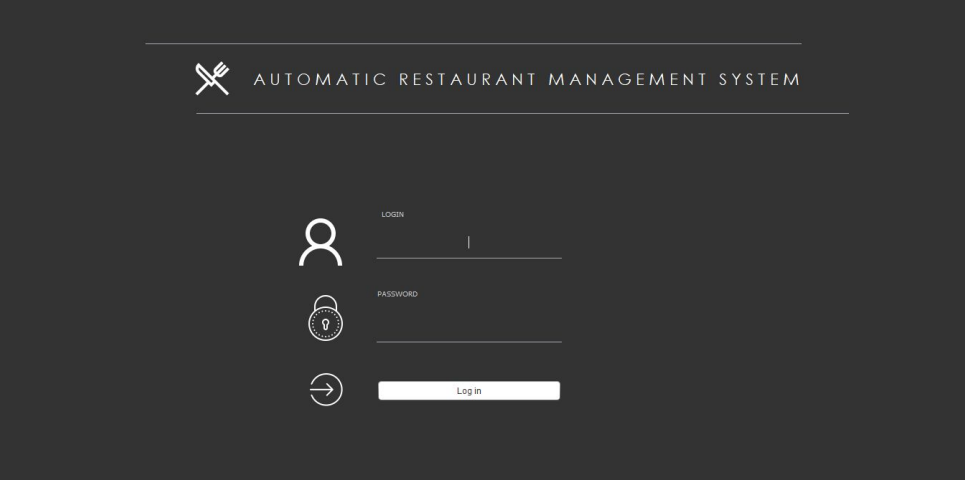 AUTOMATIC RESTAURANT MANAGEMENT SYSTEM
LOGIN
PASSWORD
Log in